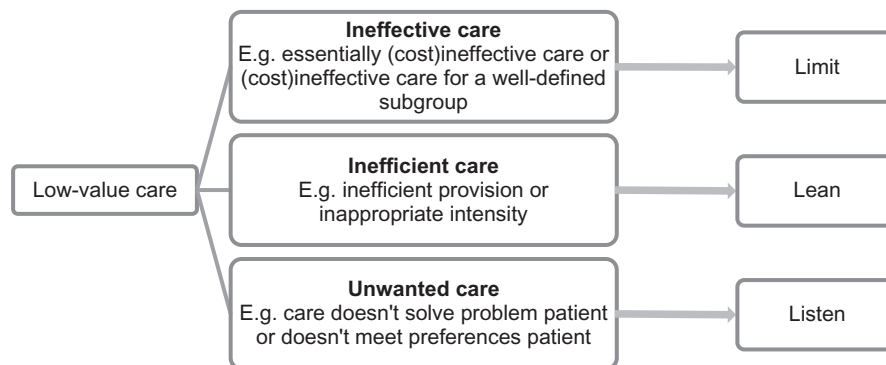 Low-value care
Ineffective care
E.g. essentially (cost)ineffective care or
(cost)ineffective care for a well-defined
subgroup
Limit
Inefficient care
E.g. inefficient provision or
inappropriate intensity
Lean
Unwanted care
E.g. care doesn't solve problem patient
or doesn't meet preferences patient
Listen